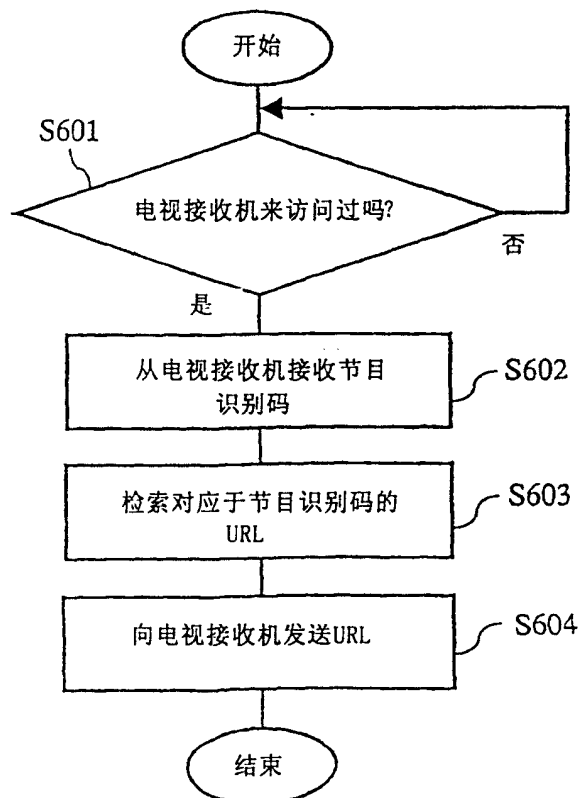 开始
S601
电视接收机来访问过吗?
否
是
从电视接收机接收节目
识别码
S602
检索对应于节目识别码的
URL
S603
向电视接收机发送URL
S604
结束